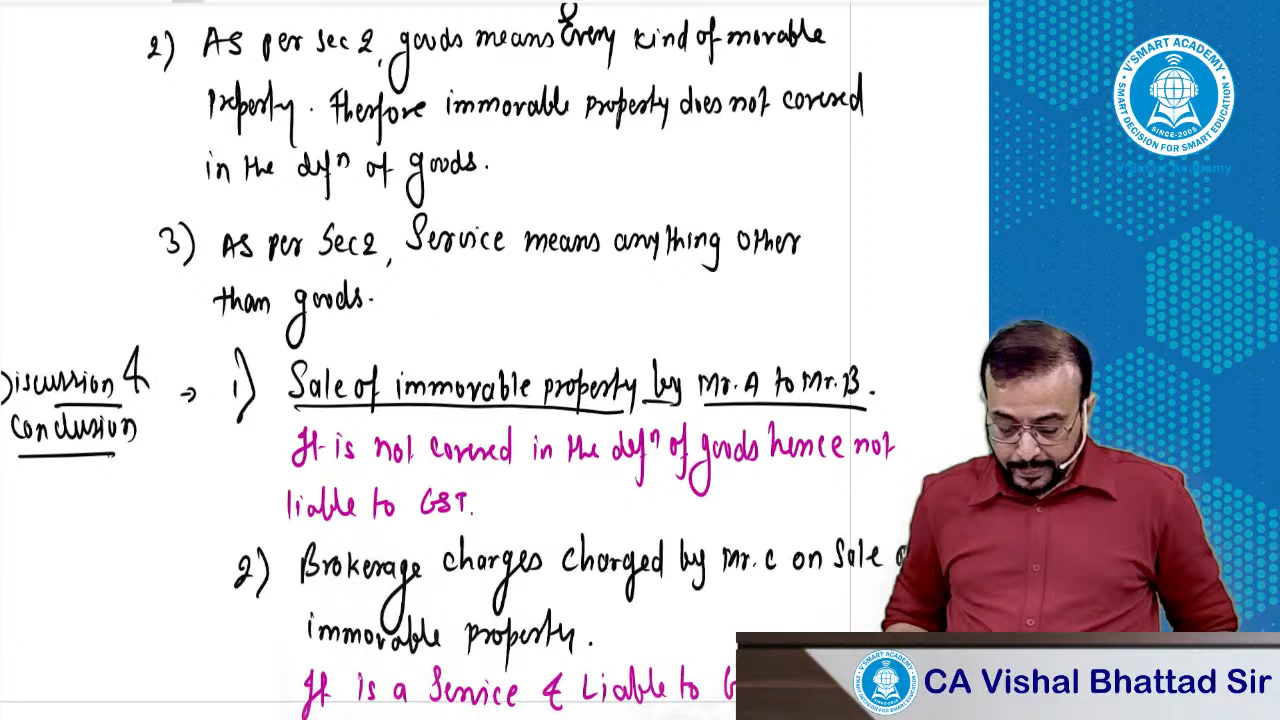 2) As per Sec 2, goods means Every kind of movable
Property. Therefore immovable property does not covered
in the defⁿ of goods.
3) As per Sec 2, Service means anything other
than goods.
Discussion &
Conclusion
→ 1) Sale of immovable property by Mr. A to Mr. B.
It is not covered in the defⁿ of goods hence not
liable to GST.
2) Brokerage charges charged by Mr. C on Sale
immovable property.
It is a Service & Liable to
V'SMART ACADEMY
SINCE-2005
SMART DECISION FOR SMART EDUCATION
V'Smart Academy
CA Vishal Bhattad Sir